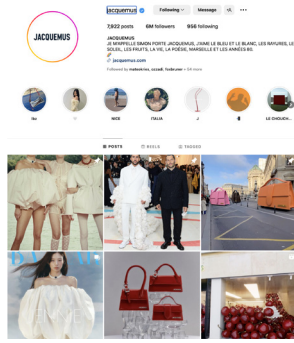 jacquemus Following Message
7,922 posts 6M followers 956 following
JACQUEMUS
JE M'APPELLE SIMON PORTE JACQUEMUS, J'AIME LE BLEU ET LE BLANC, LES RAYURES, LE
SOLEIL, LES FRUITS, LA VIE, LA POÉSIE, MARSEILLE ET LES ANNÉES 80.
jacquemus.com
Followed by
JACQUEMUS
NICE ITALIA J LE CHOUCH...
POSTS REELS TAGGED